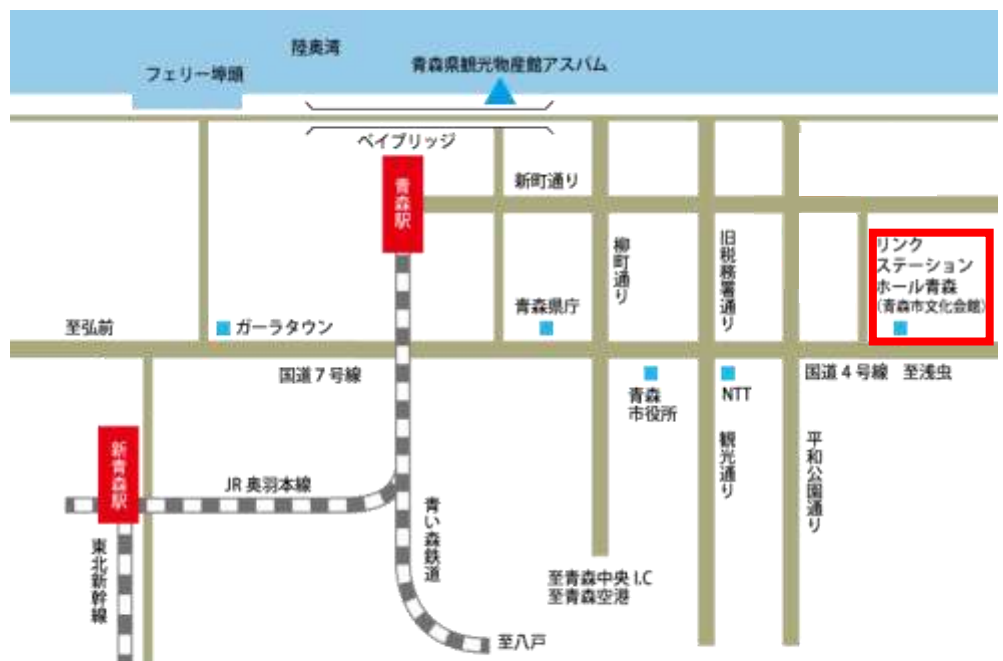 陸奥湾
青森県観光物産館アスパム
フェリー埠頭
ベイブリッジ
青森駅
新町通り
柳町通り
旧税務署通り
リンク
ステーション
ホール青森
(青森市文化会館)
青森県庁
至弘前
ガーラタウン
国道7号線
国道4号線 至浅虫
青森
市役所
NTT
観光通り
平和公園通り
新青森駅
JR奥羽本線
青い森鉄道
東北新幹線
至青森中央I.C
至青森空港
至八戸